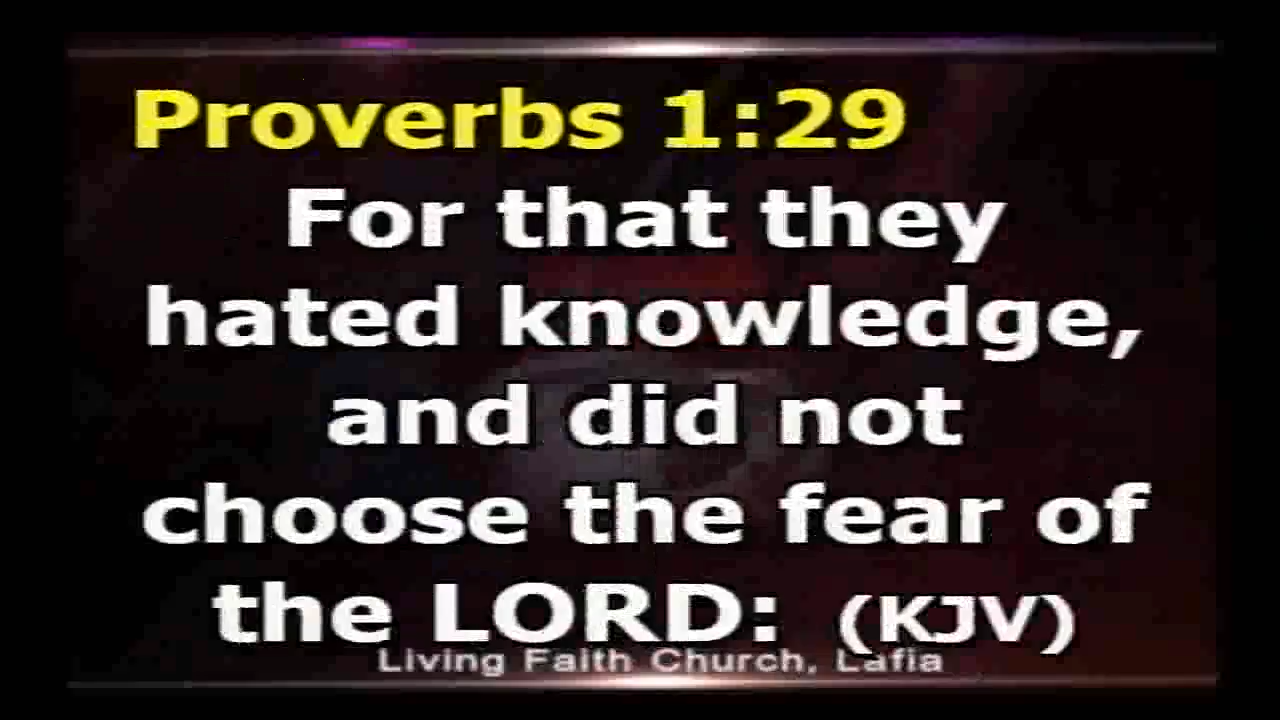 Proverbs 1:29
For that they
hated knowledge,
and did not
choose the fear of
the LORD: (KJV)
Living Faith Church, Lafia